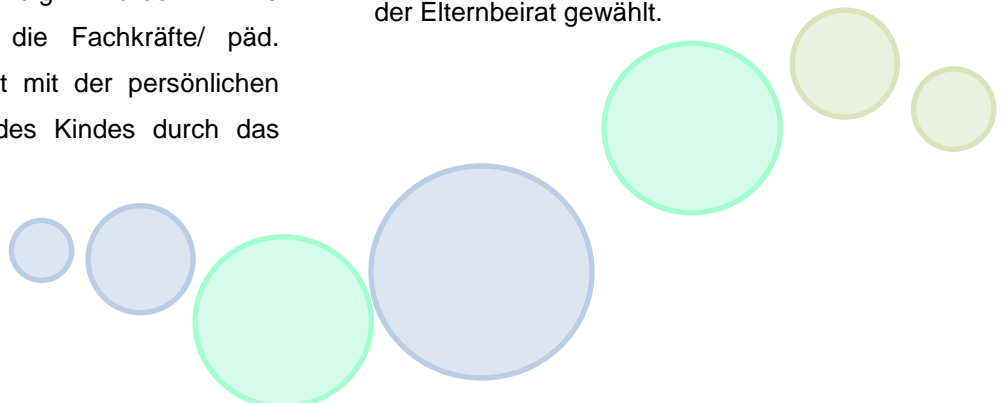 die Fachkräfte/ päd.
t mit der persönlichen
des Kindes durch das
der Elternbeirat gewählt.